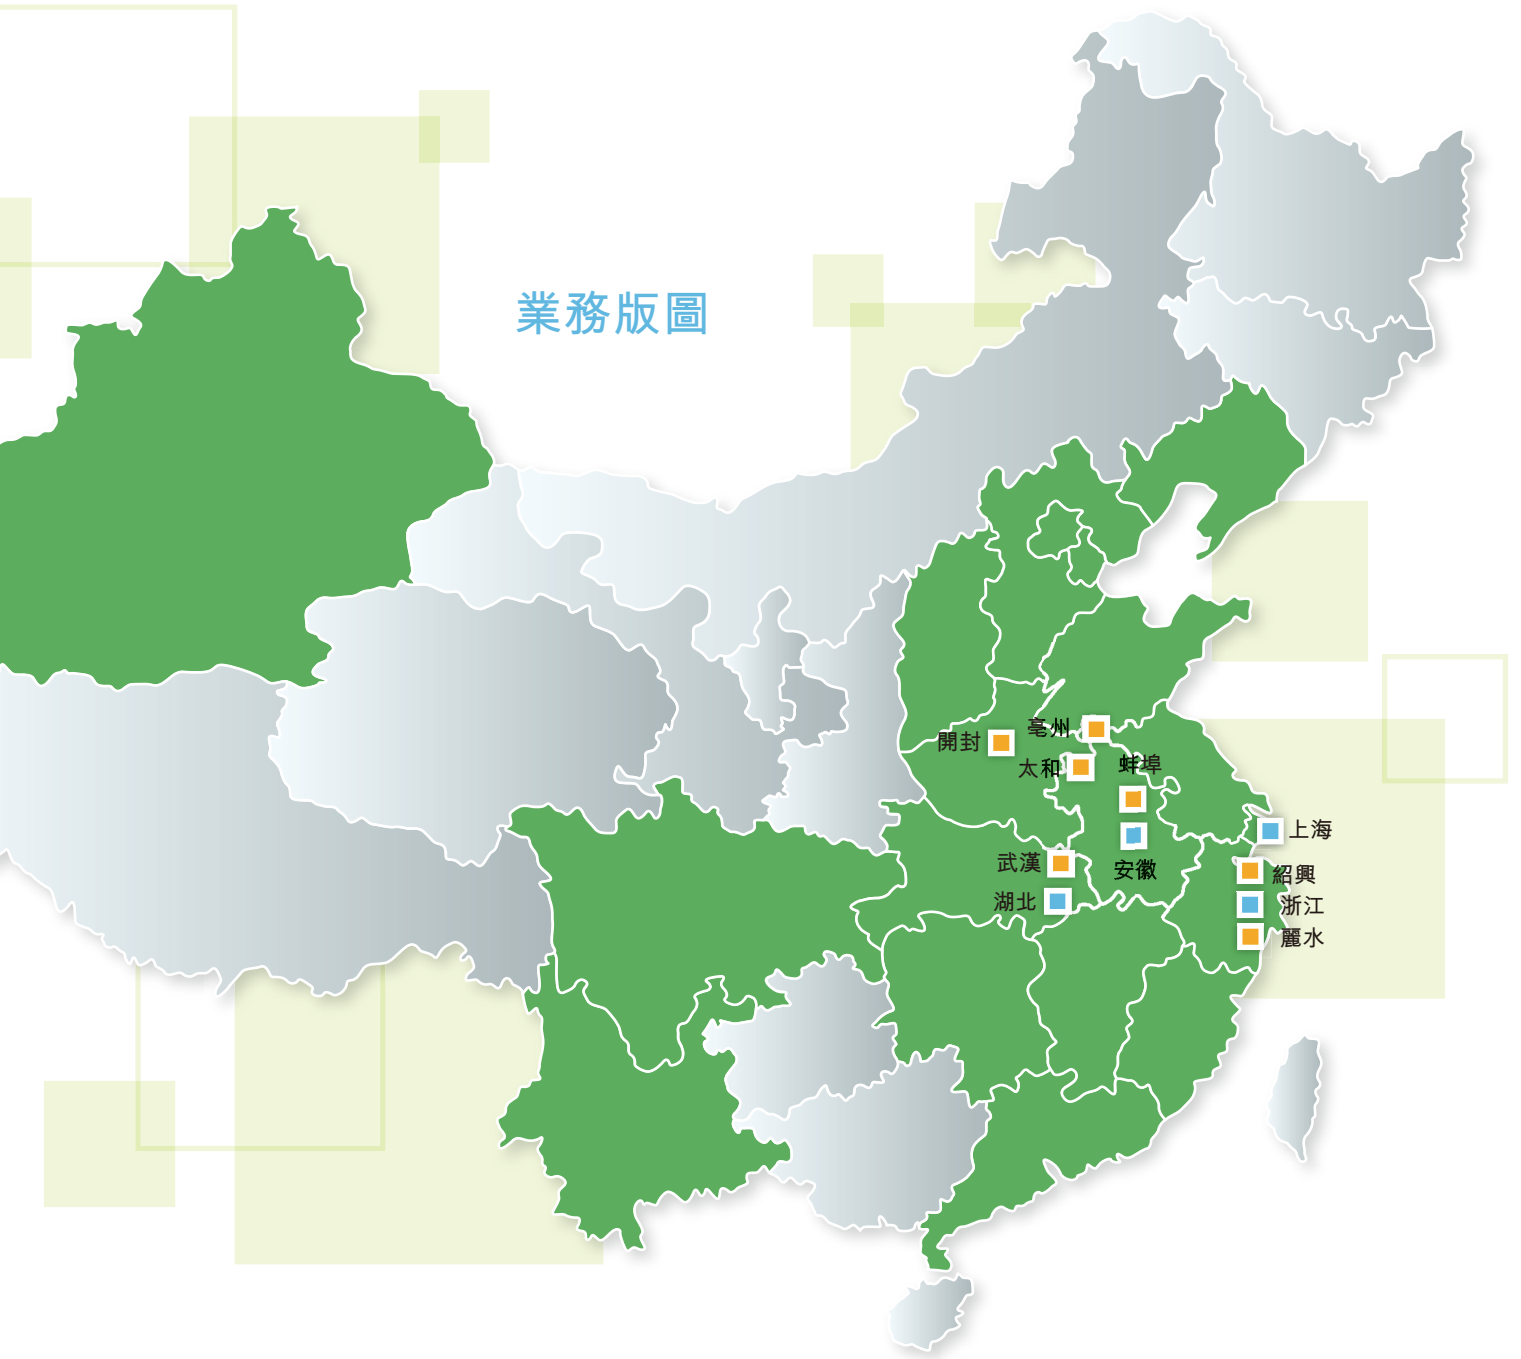 業務版圖
亳州
開封
太和
蚌埠
上海
武漢
安徽
紹興
湖北
浙江
麗水